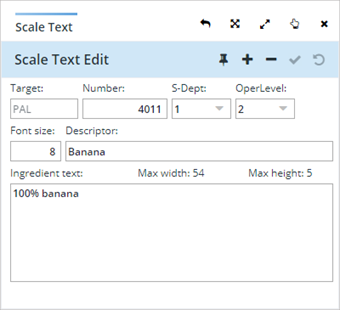 Scale Text
Scale Text Edit
Target: Number: S-Dept: OperLevel:
PAL 4011 1 2
Font size: Descriptor:
8 Banana
Ingredient text: Max width: 54 Max height: 5
100% banana